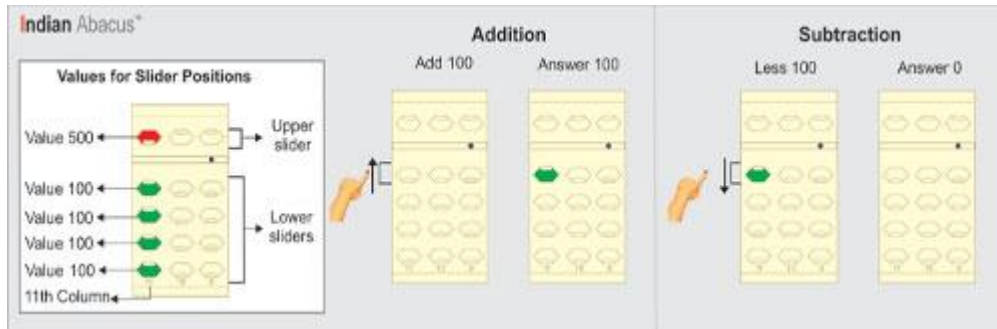 Indian Abacus
Values for Slider Positions
Value 500
Upper
slider
Value 100
Value 100
Value 100
Value 100
Lower
sliders
11th Column
Addition
Add 100
Answer 100
Subtraction
Less 100
Answer 0